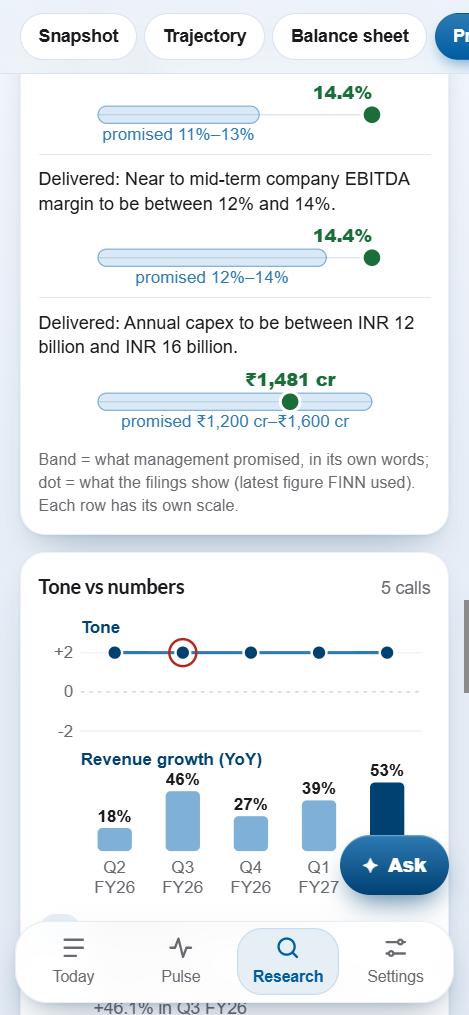 Snapshot
Trajectory
Balance sheet
14.4%
promised 11%–13%
Delivered: Near to mid-term company EBITDA
margin to be between 12% and 14%.
14.4%
promised 12%–14%
Delivered: Annual capex to be between INR 12
billion and INR 16 billion.
₹1,481 cr
promised ₹1,200 cr–₹1,600 cr
Band = what management promised, in its own words;
dot = what the filings show (latest figure FINN used).
Each row has its own scale.
Tone vs numbers
5 calls
Tone
+2
0
-2
Revenue growth (YoY)
18%
46%
27%
39%
53%
Q2
FY26
Q3
FY26
Q4
FY26
Q1
FY27
Ask
Today
Pulse
Research
Settings
+46.1% in Q3 FY26